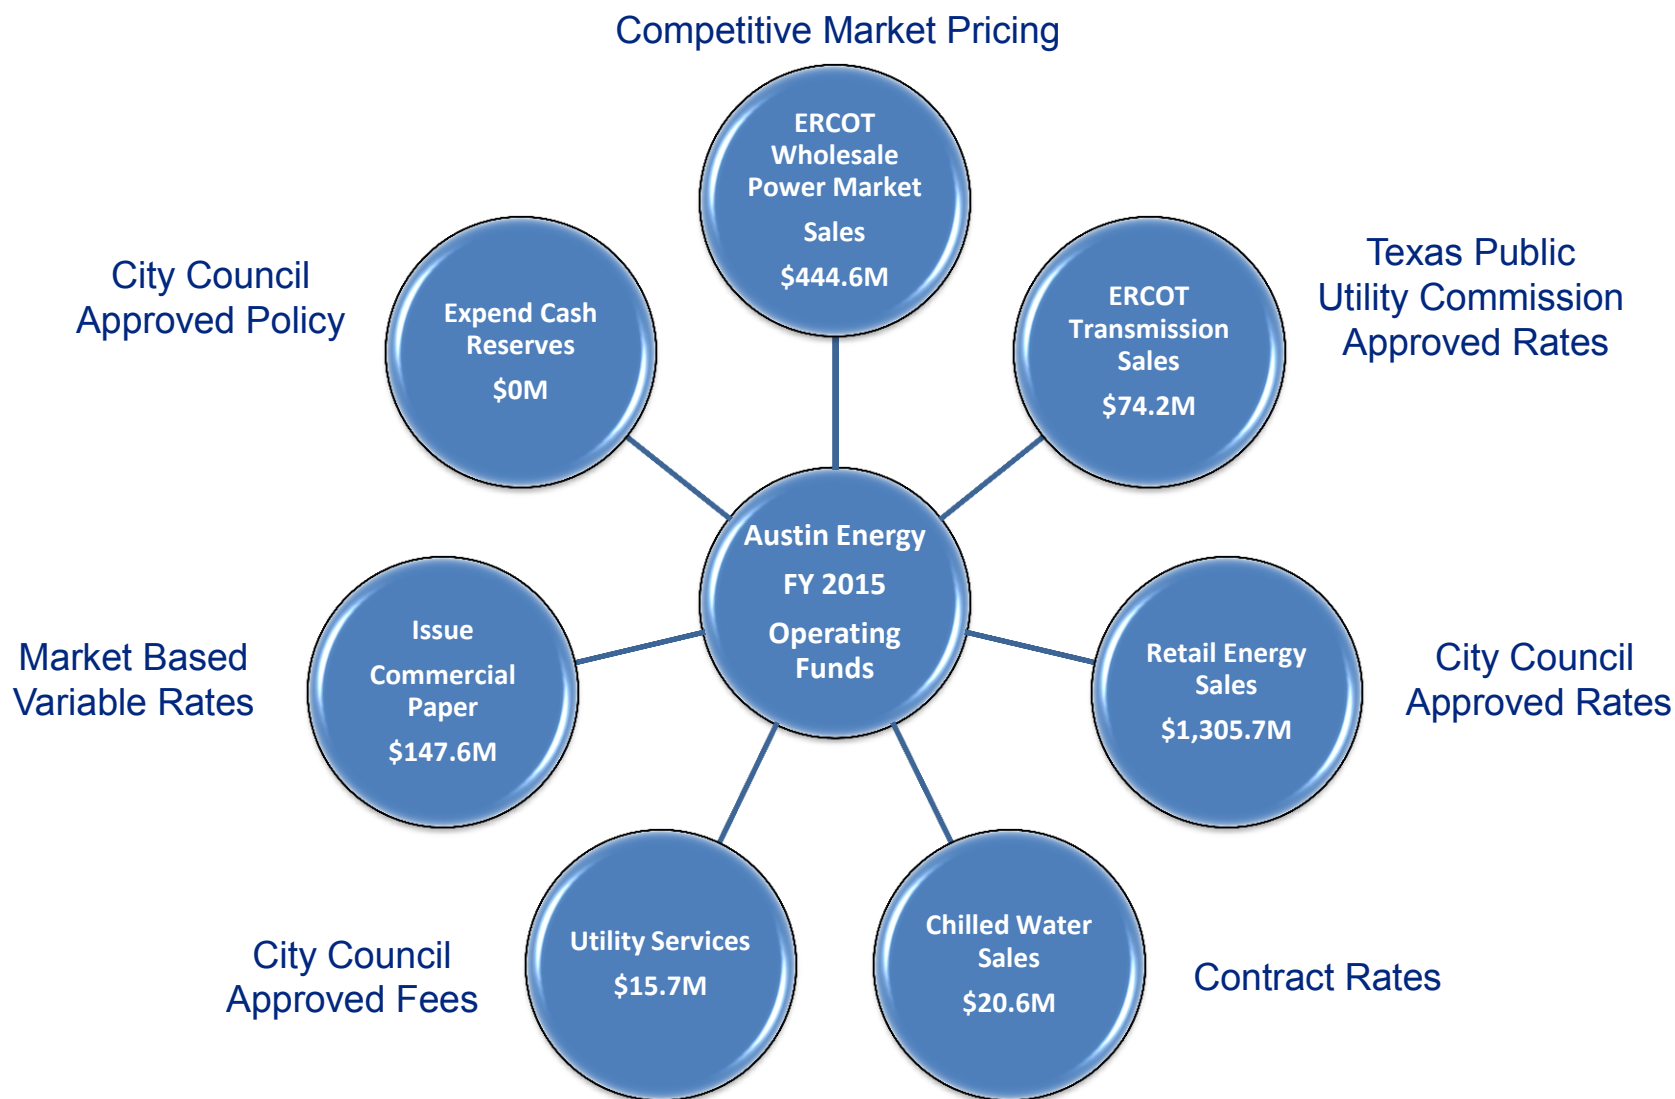 Competitive Market Pricing
ERCOT
Wholesale
Power Market
Sales
$444.6M
Texas Public
Utility Commission
Approved Rates
ERCOT
Transmission
Sales
$74.2M
City Council
Approved Policy
Expend Cash
Reserves
$0M
Austin Energy
FY 2015
Operating
Funds
Market Based
Variable Rates
Issue
Commercial
Paper
$147.6M
Retail Energy
Sales
$1,305.7M
City Council
Approved Rates
City Council
Approved Fees
Utility Services
$15.7M
Chilled Water
Sales
$20.6M
Contract Rates